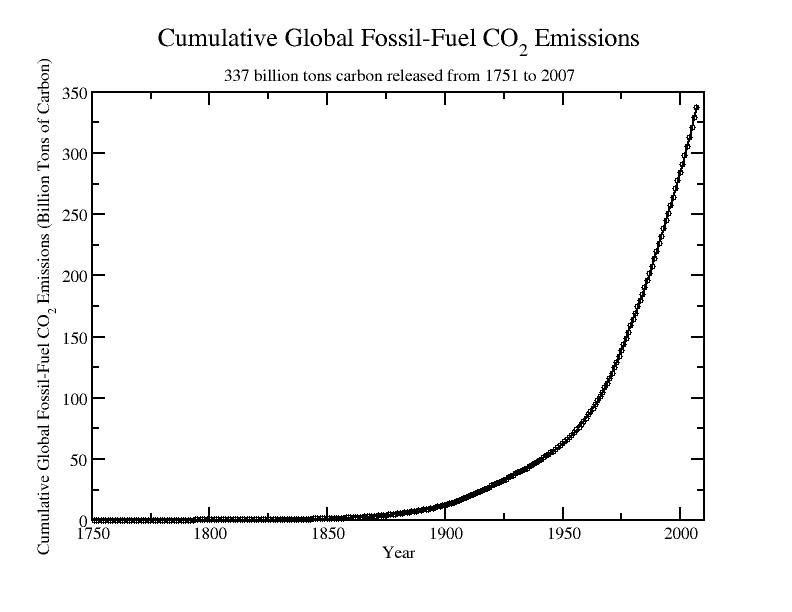 Cumulative Global Fossil-Fuel CO2 Emissions
337 billion tons carbon released from 1751 to 2007
Cumulative Global Fossil-Fuel CO2 Emissions (Billion Tons of Carbon)
350
300
250
200
150
100
50
0
1750 1800 1850 1900 1950 2000
Year